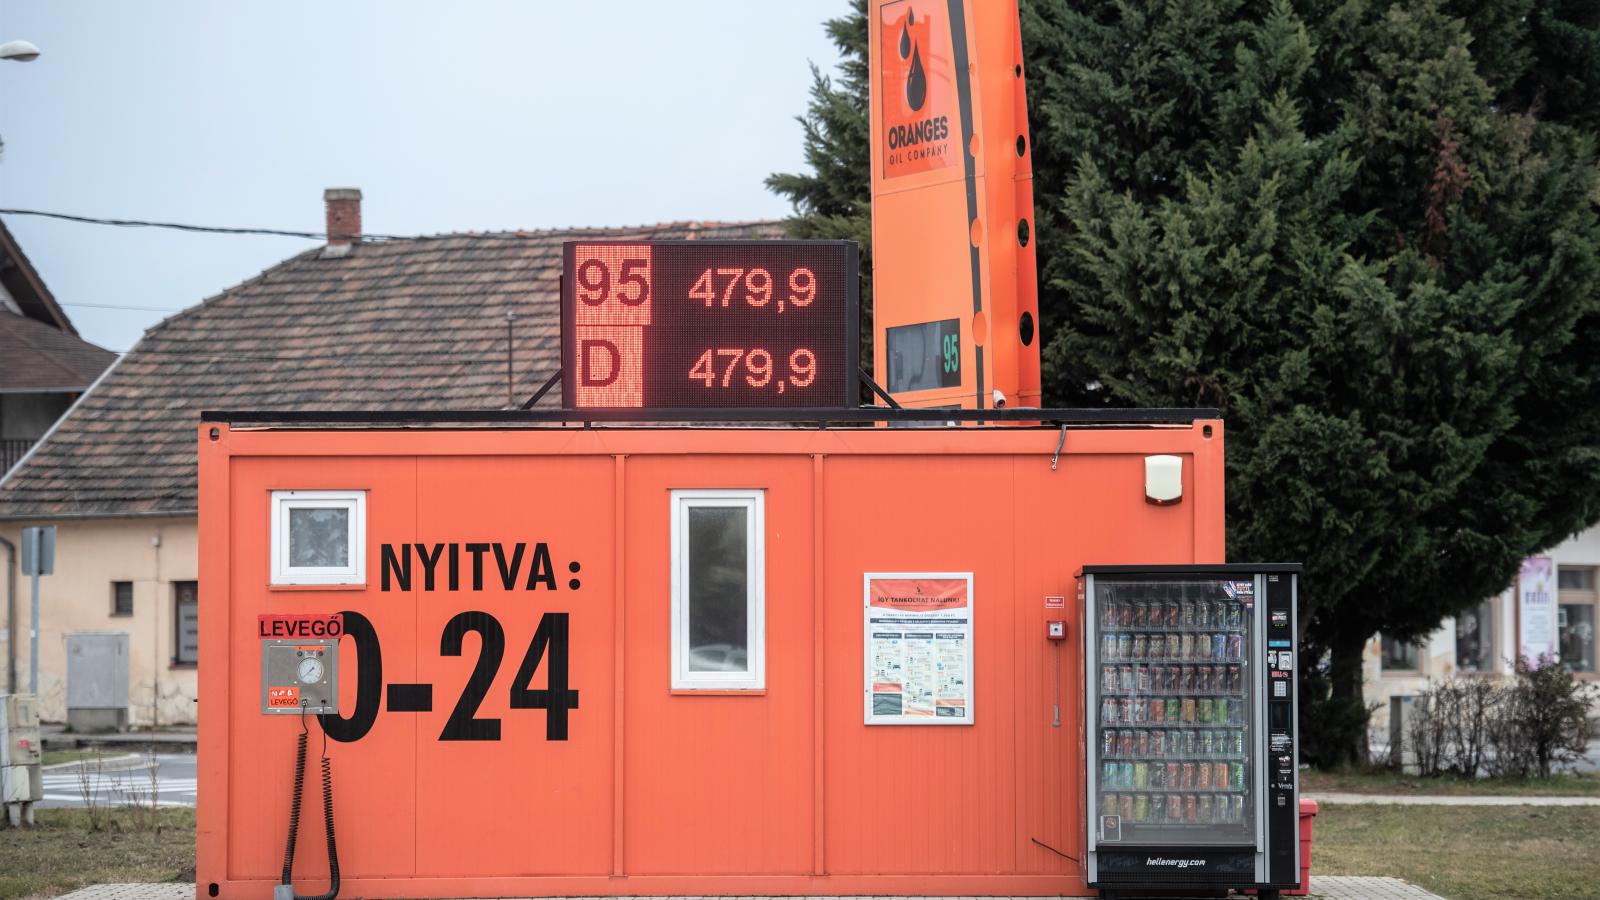 ORANGES
OIL COMPANY
95 479,9
D 479,9
95
NYITVA:
0-24
LEVEGŐ
LEVEGŐ
ÍGY TANKOLHAT NÁLUNK!
hellenergy.com